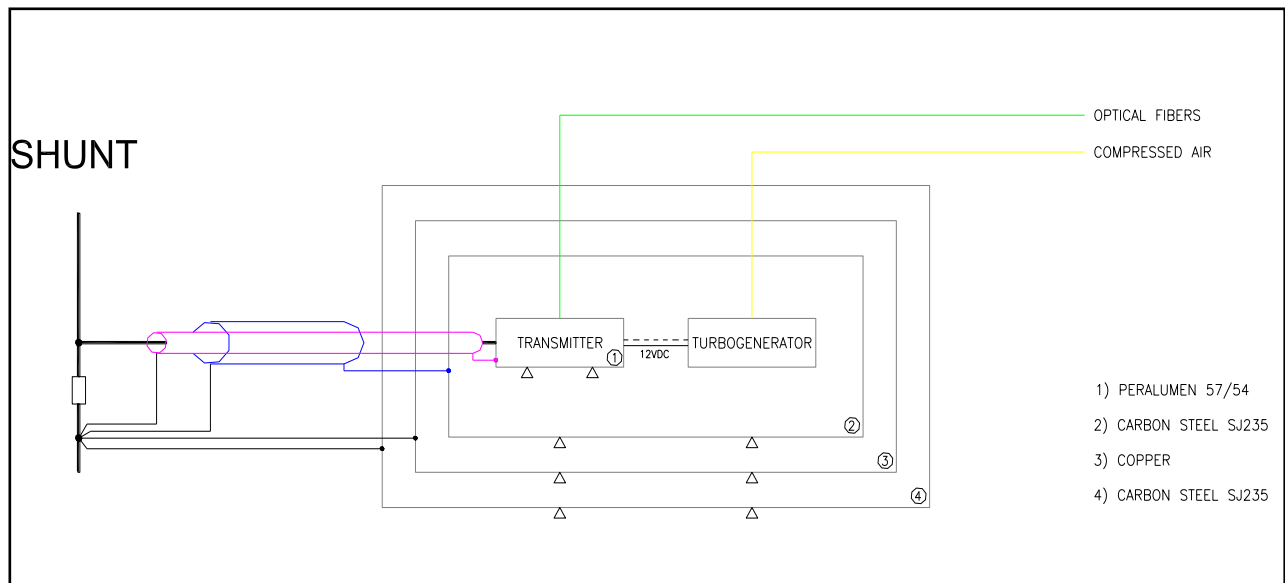 OPTICAL FIBERS
SHUNT
COMPRESSED AIR
TRANSMITTER
TURBOGENERATOR
12VDC
1
2
3
4
1) PERALUMEN 57/54
2) CARBON STEEL SJ235
3) COPPER
4) CARBON STEEL SJ235